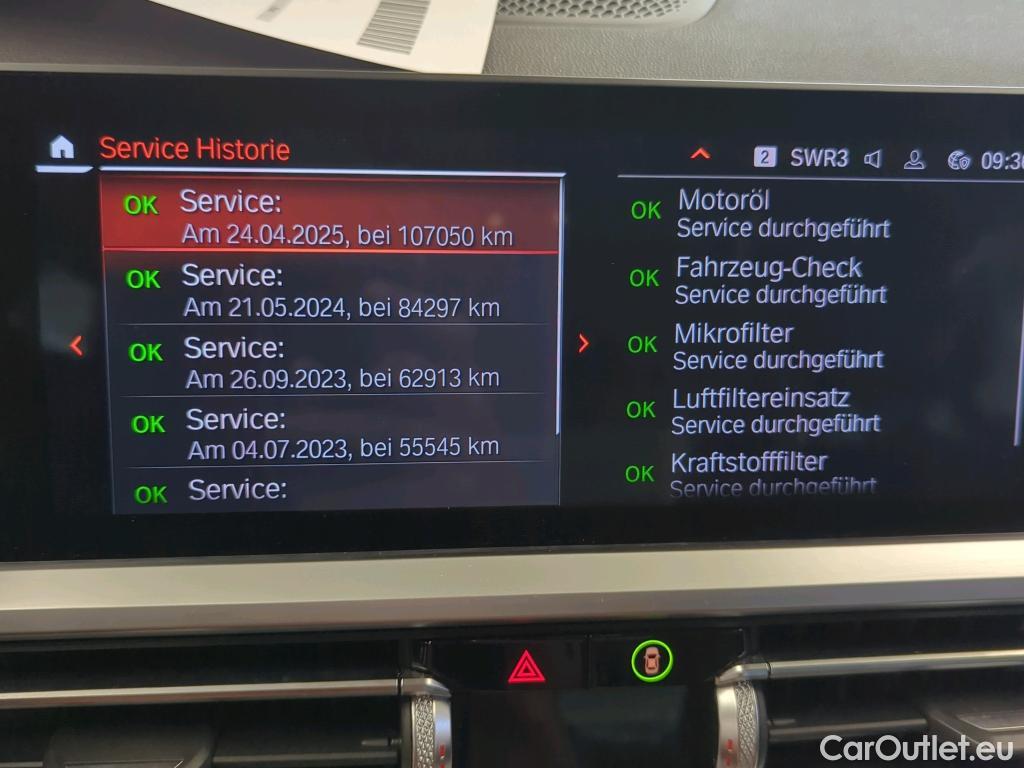 Service Historie
2 SWR3 09:30
OK Service:
Am 24.04.2025, bei 107050 km
OK Service:
Am 21.05.2024, bei 84297 km
OK Service:
Am 26.09.2023, bei 62913 km
OK Service:
Am 04.07.2023, bei 55545 km
OK Service:
OK Motoröl
Service durchgeführt
OK Fahrzeug-Check
Service durchgeführt
OK Mikrofilter
Service durchgeführt
OK Luftfiltereinsatz
Service durchgeführt
OK Kraftstofffilter
Service durchgeführt
CarOutlet.eu